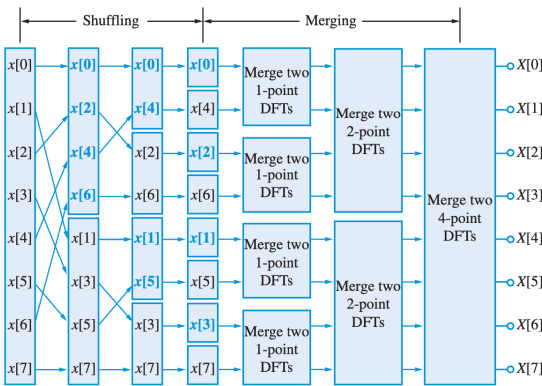 Shuffling Merging
x[0] x[0] x[0] x[0] X[0]
Merge two
1-point
DFTs
x[1] x[2] x[4] x[4] X[1]
Merge two
2-point
DFTs
x[2] x[4] x[2] x[2] X[2]
Merge two
1-point
DFTs
x[3] x[6] x[6] x[6] X[3]
Merge two
4-point
DFTs
x[4] x[1] x[1] x[1] X[4]
Merge two
1-point
DFTs
x[5] x[3] x[5] x[5] X[5]
Merge two
2-point
DFTs
x[6] x[5] x[3] x[3] X[6]
Merge two
1-point
DFTs
x[7] x[7] x[7] x[7] X[7]